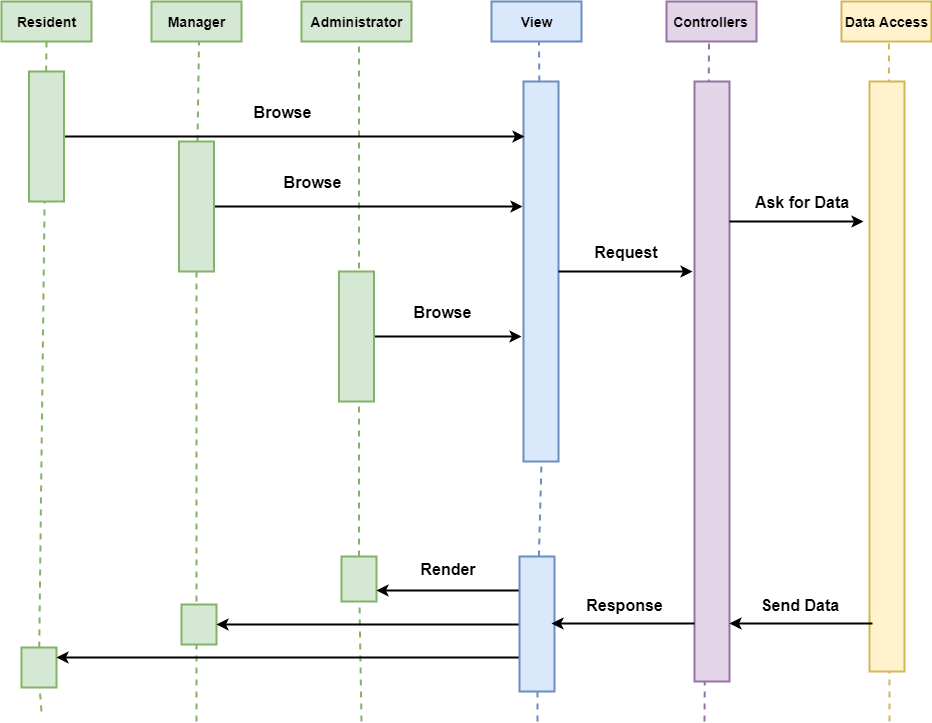 Resident
Manager
Administrator
View
Controllers
Data Access
Browse
Browse
Ask for Data
Request
Browse
Render
Response
Send Data